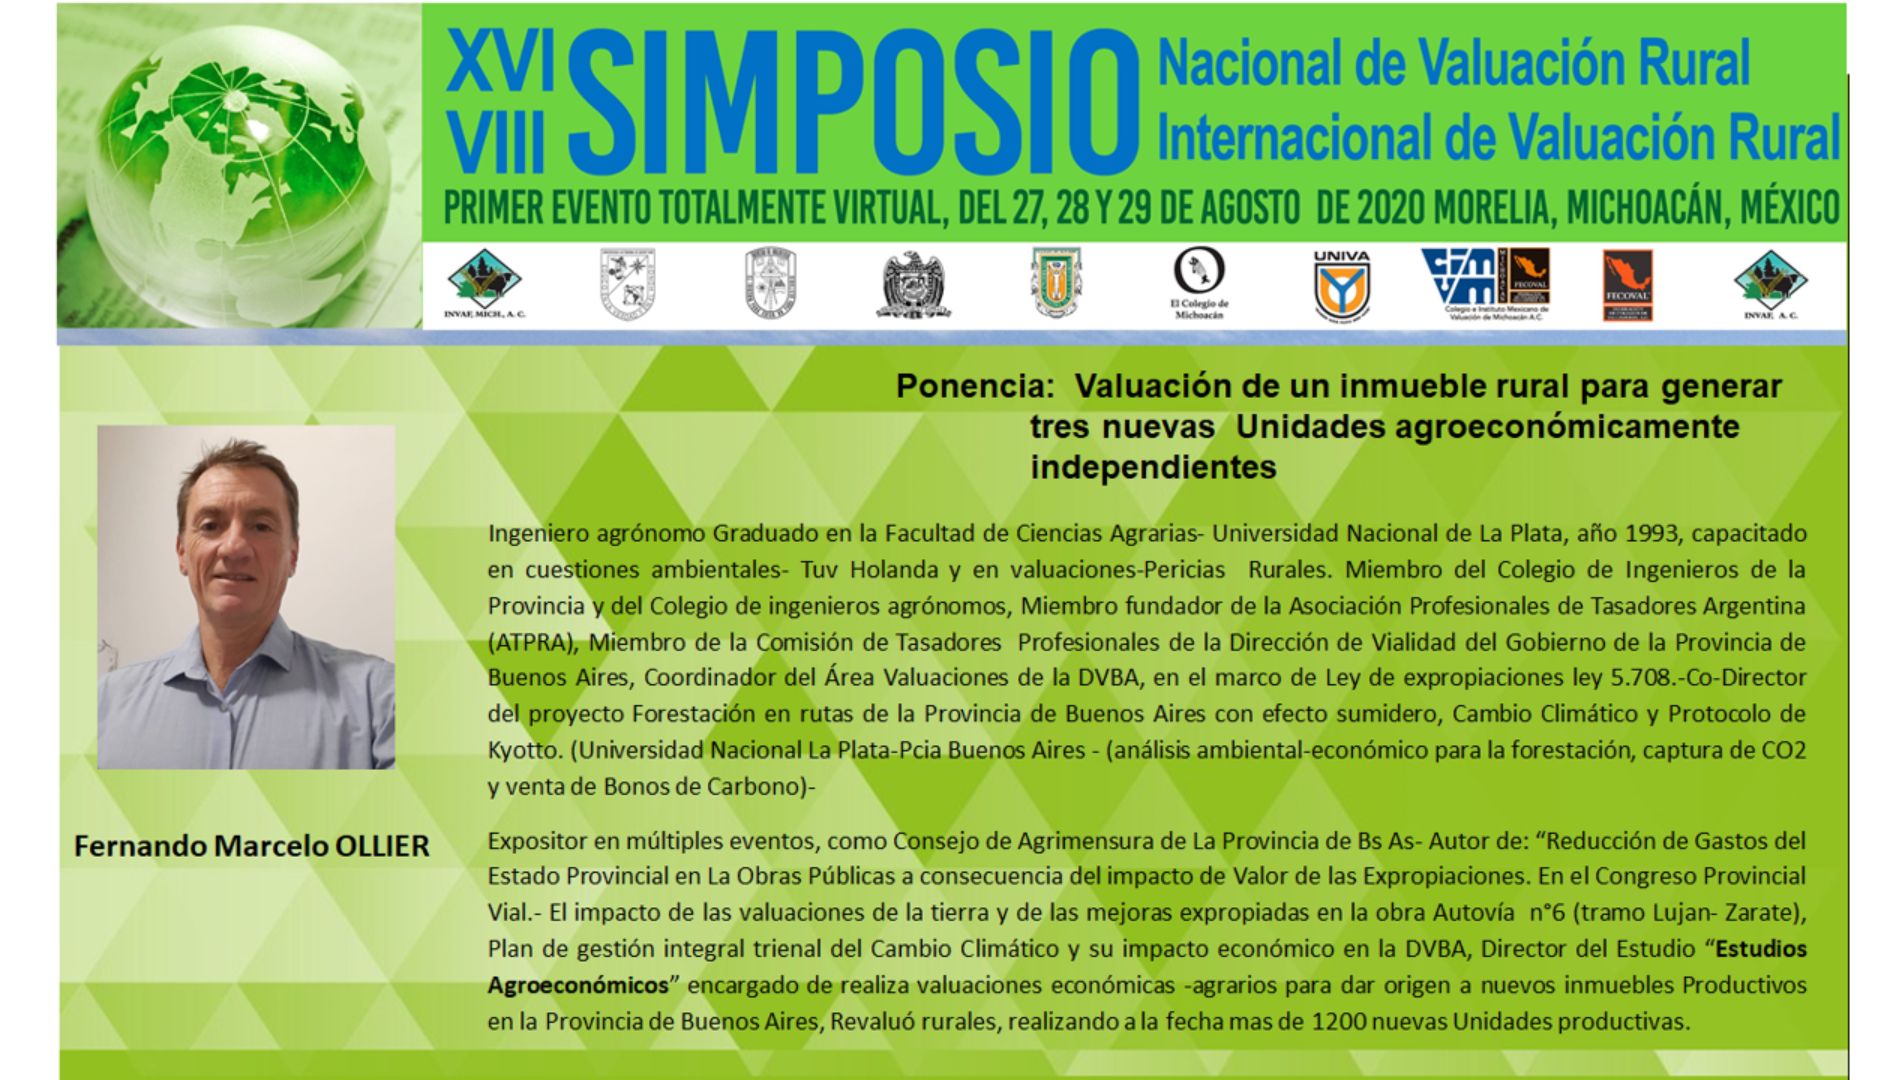 XVI SIMPOSIO Nacional de Valuación Rural
VIII Internacional de Valuación Rural
PRIMER EVENTO TOTALMENTE VIRTUAL, DEL 27, 28 Y 29 DE AGOSTO DE 2020 MORELIA, MICHOACÁN, MÉXICO
INVAF, MICH., A. C.
El Colegio de
Michoacán
UNIVA
FECOVAL
Colegio e Instituto Mexicano de
Valuación de Michoacán A.C.
FECOVAL
INVAF, A. C.
Ponencia: Valuación de un inmueble rural para generar
tres nuevas Unidades agroeconómicamente
independientes
Ingeniero agrónomo Graduado en la Facultad de Ciencias Agrarias- Universidad Nacional de La Plata, año 1993, capacitado
en cuestiones ambientales- Tuv Holanda y en valuaciones-Pericias Rurales. Miembro del Colegio de Ingenieros de la
Provincia y del Colegio de ingenieros agrónomos, Miembro fundador de la Asociación Profesionales de Tasadores Argentina
(ATPRA), Miembro de la Comisión de Tasadores Profesionales de la Dirección de Vialidad del Gobierno de la Provincia de
Buenos Aires, Coordinador del Área Valuaciones de la DVBA, en el marco de Ley de expropiaciones ley 5.708.-Co-Director
del proyecto Forestación en rutas de la Provincia de Buenos Aires con efecto sumidero, Cambio Climático y Protocolo de
Kyotto. (Universidad Nacional La Plata-Pcia Buenos Aires - (análisis ambiental-económico para la forestación, captura de CO2
y venta de Bonos de Carbono)-
Fernando Marcelo OLLIER
Expositor en múltiples eventos, como Consejo de Agrimensura de La Provincia de Bs As- Autor de: “Reducción de Gastos del
Estado Provincial en La Obras Públicas a consecuencia del impacto de Valor de las Expropiaciones. En el Congreso Provincial
Vial.- El impacto de las valuaciones de la tierra y de las mejoras expropiadas en la obra Autovía n°6 (tramo Lujan- Zarate),
Plan de gestión integral trienal del Cambio Climático y su impacto económico en la DVBA, Director del Estudio “Estudios
Agroeconómicos” encargado de realiza valuaciones económicas -agrarios para dar origen a nuevos inmuebles Productivos
en la Provincia de Buenos Aires, Revaluó rurales, realizando a la fecha mas de 1200 nuevas Unidades productivas.